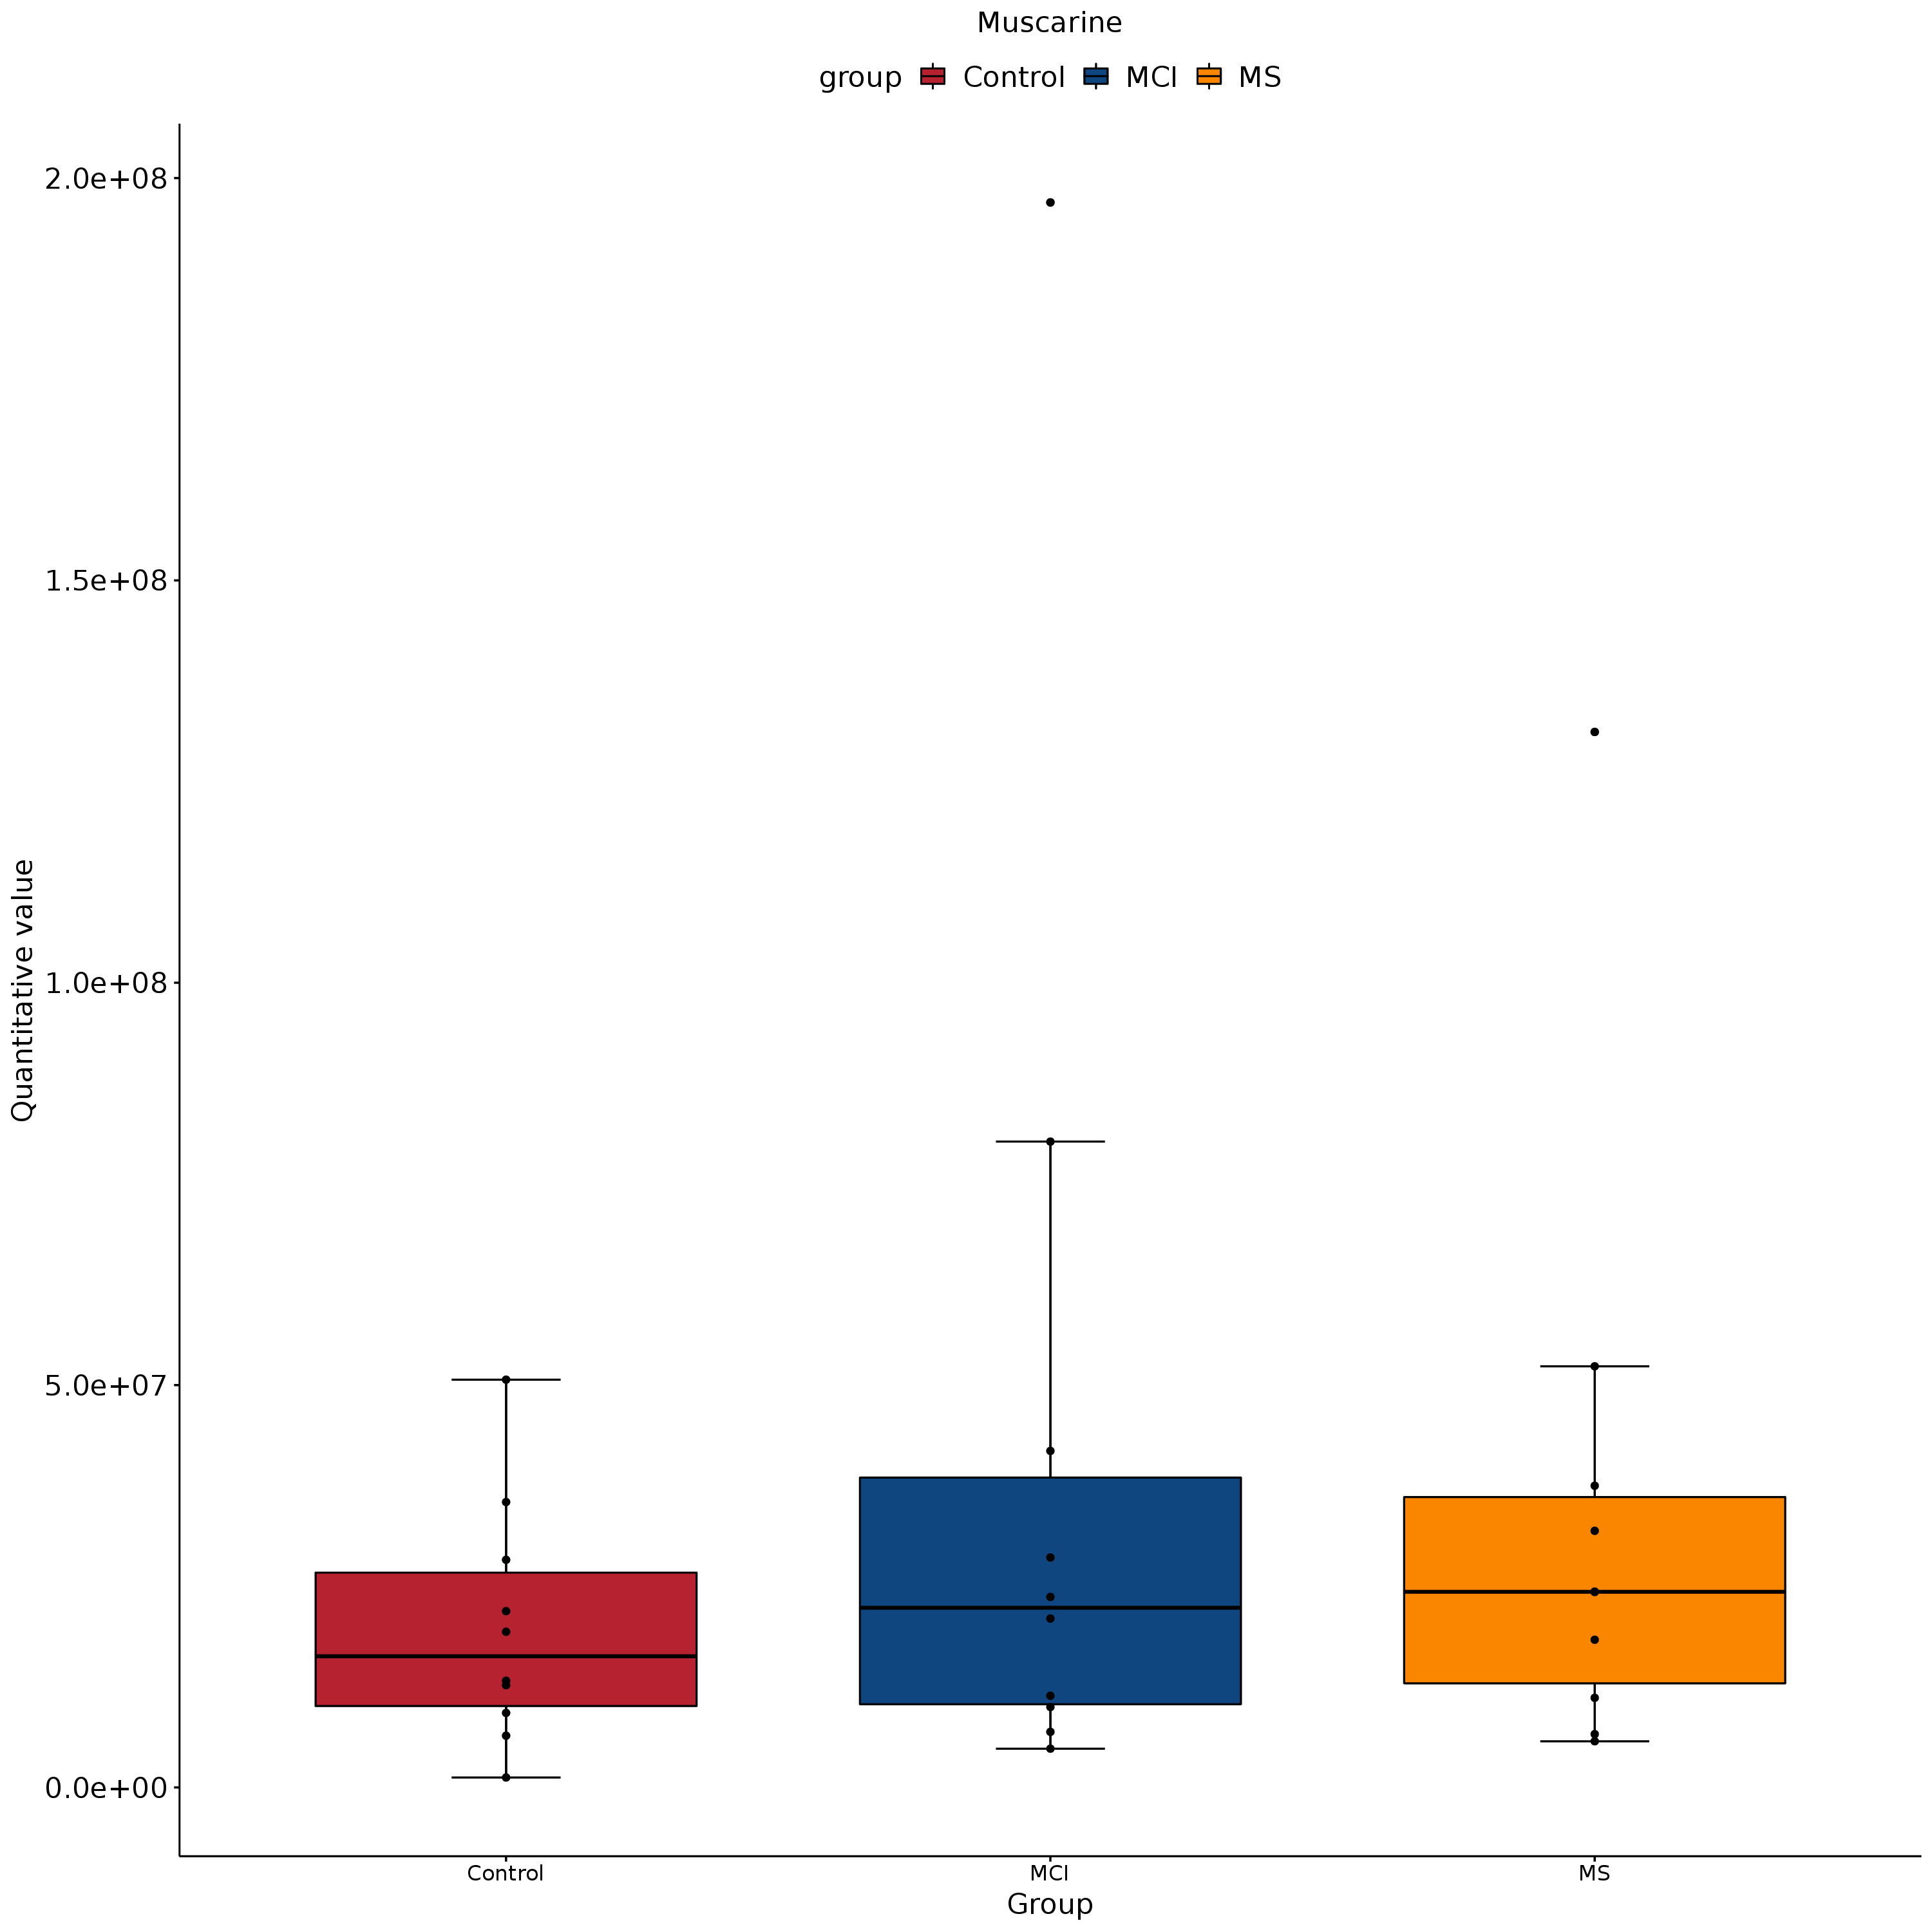 Muscarine
group Control MCI MS
2.0e+08
1.5e+08
1.0e+08
5.0e+07
0.0e+00
Quantitative value
Control MCI MS
Group